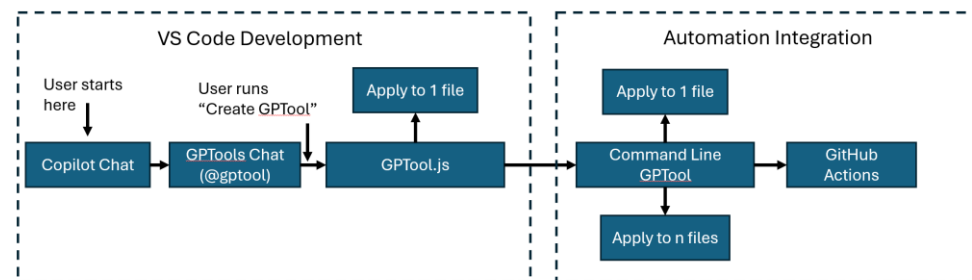 VS Code Development
User starts
here
User runs
“Create GPTool”
Apply to 1 file
Copilot Chat
GPTools Chat
(@gptool)
GPTool.js
Automation Integration
Apply to 1 file
Command Line
GPTool
GitHub
Actions
Apply to n files